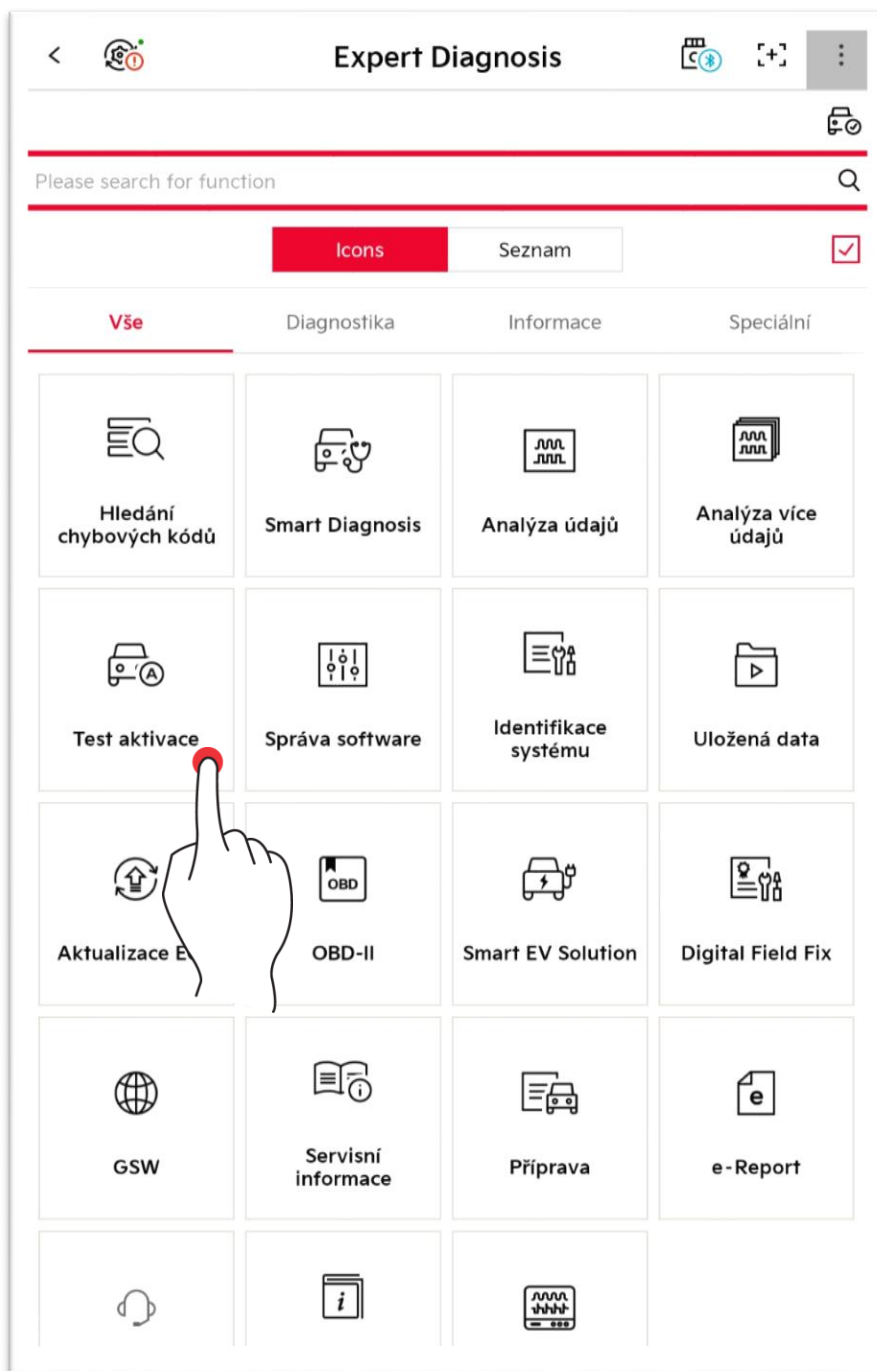 Expert Diagnosis
Please search for function
Icons
Seznam
Vše
Diagnostika
Informace
Speciální
Hledání
chybových kódů
Smart Diagnosis
Analýza údajů
Analýza více
údajů
Test aktivace
Správa software
Identifikace
systému
Uložená data
Aktualizace
OBD
OBD-II
Smart EV Solution
Digital Field Fix
GSW
Servisní
informace
Příprava
e
e-Report
i